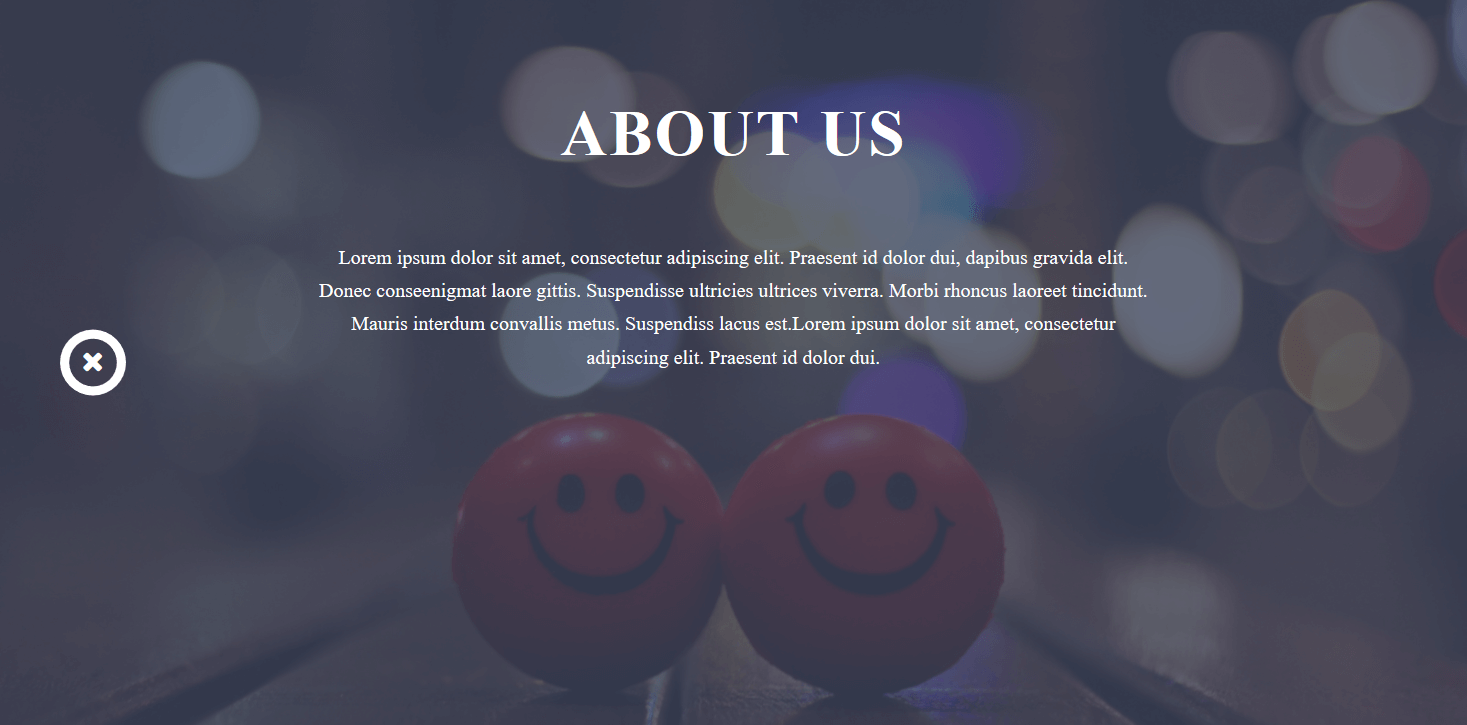 ABOUT US
Lorem ipsum dolor sit amet, consectetur adipiscing elit. Praesent id dolor dui, dapibus gravida elit.
Donec conseenigmat laore gittis. Suspendisse ultricies ultrices viverra. Morbi rhoncus laoreet tincidunt.
Mauris interdum convallis metus. Suspendiss lacus est.Lorem ipsum dolor sit amet, consectetur
adipiscing elit. Praesent id dolor dui.